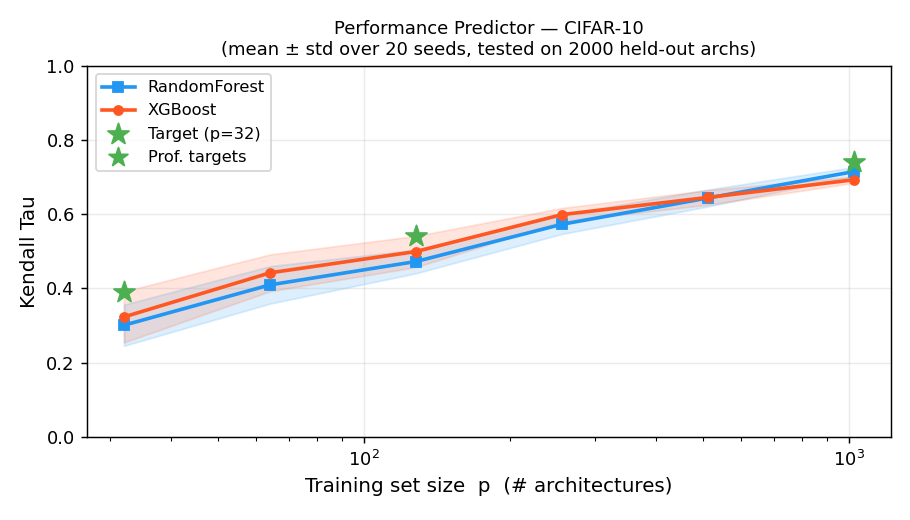 Performance Predictor — CIFAR-10
(mean ± std over 20 seeds, tested on 2000 held-out archs)
RandomForest
XGBoost
Target (p=32)
Prof. targets
Kendall Tau
1.0
0.8
0.6
0.4
0.2
0.0
10²
10³
Training set size p (# architectures)